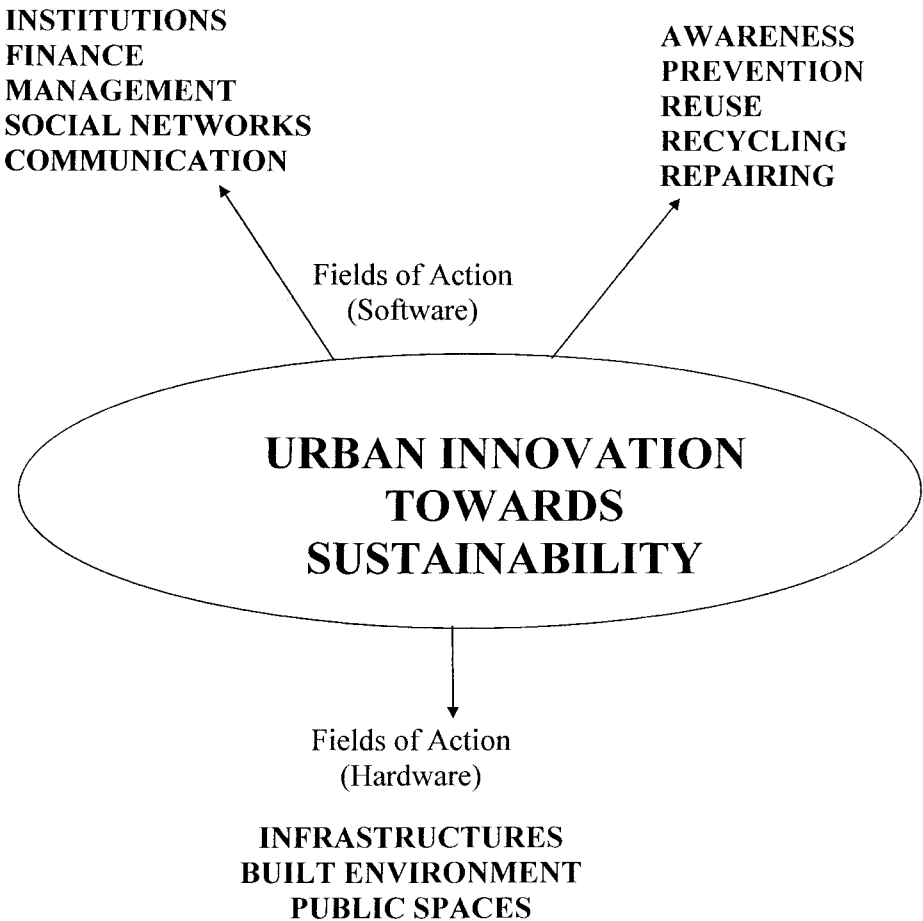 INSTITUTIONS
FINANCE
MANAGEMENT
SOCIAL NETWORKS
COMMUNICATION
AWARENESS
PREVENTION
REUSE
RECYCLING
REPAIRING
Fields of Action
(Software)
URBAN INNOVATION
TOWARDS
SUSTAINABILITY
Fields of Action
(Hardware)
INFRASTRUCTURES
BUILT ENVIRONMENT
PUBLIC SPACES